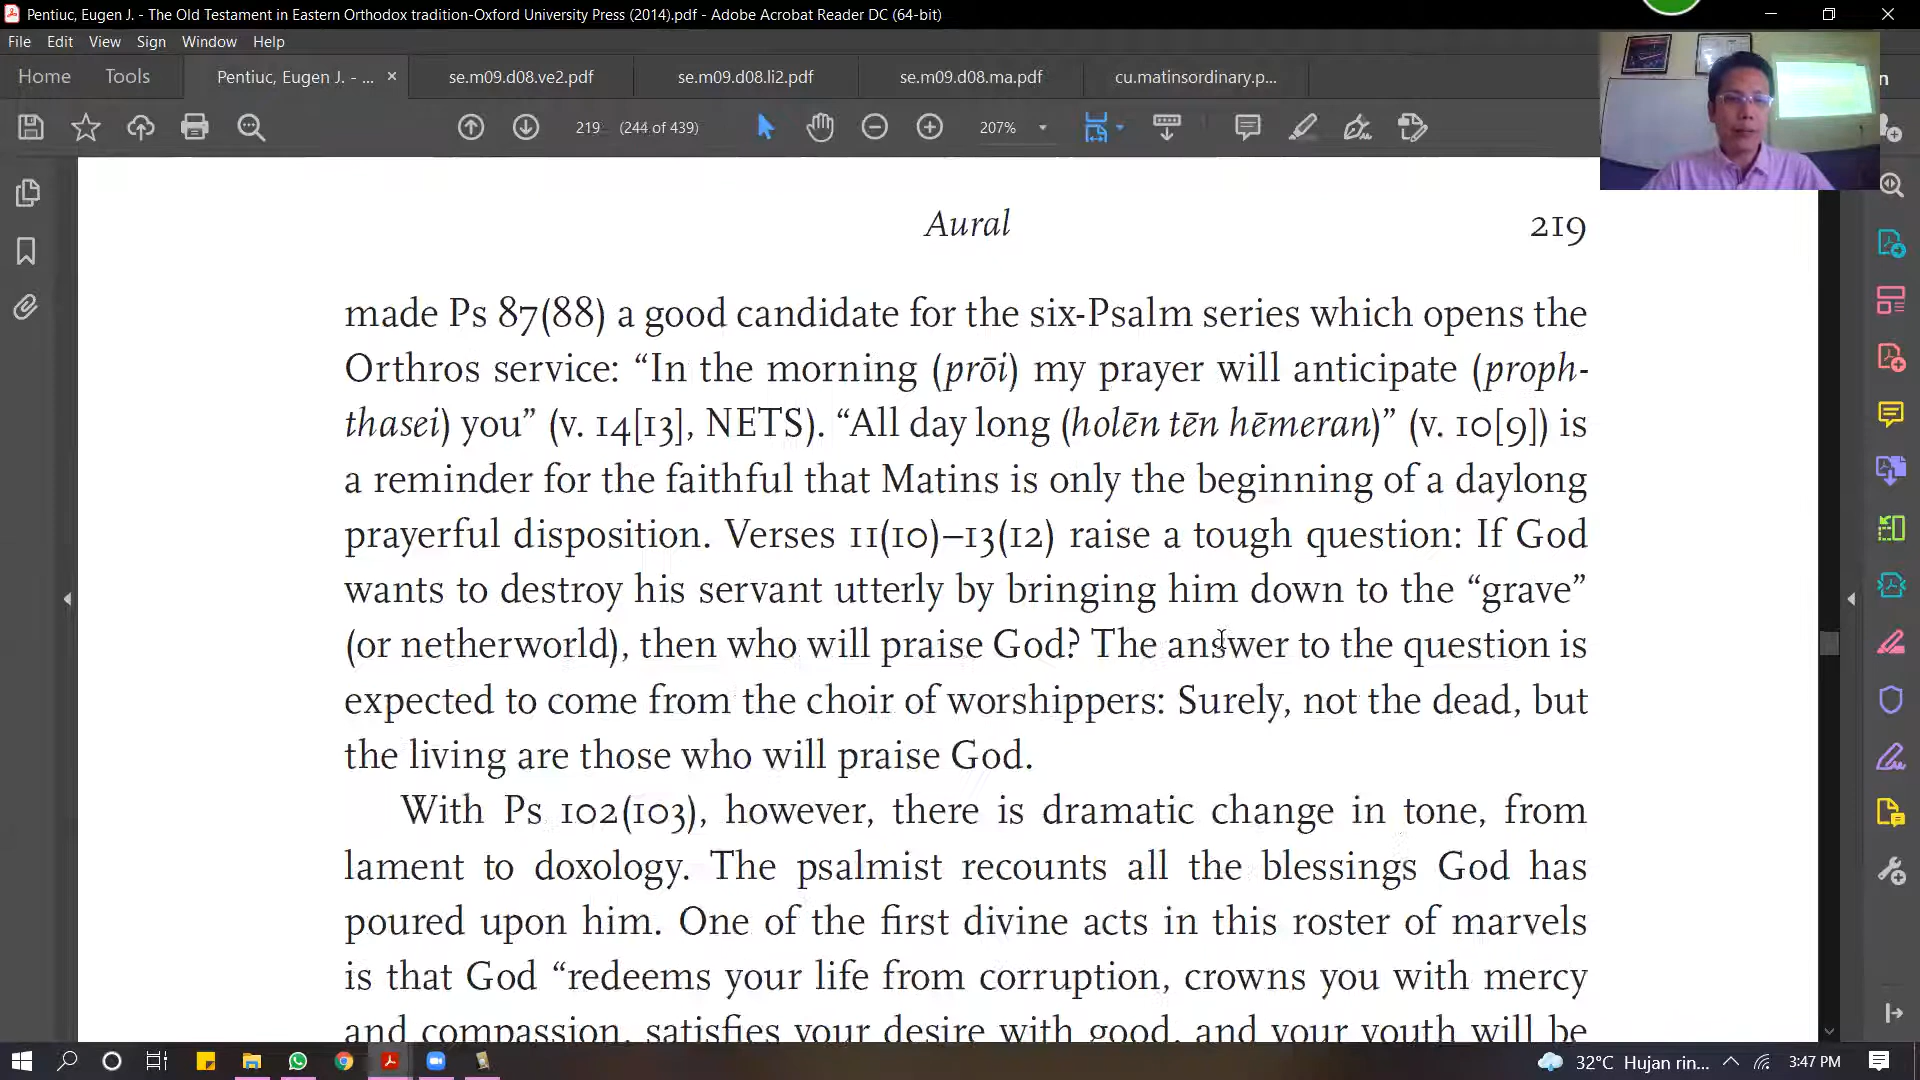 Pentiuc, Eugen J. - The Old Testament in Eastern Orthodox tradition-Oxford University Press (2014).pdf - Adobe Acrobat Reader DC (64-bit)
File Edit View Sign Window Help
Home Tools Pentiuc, Eugen J. - ... × se.m09.d08.ve2.pdf se.m09.d08.li2.pdf se.m09.d08.ma.pdf cu.matinsordinary.p... n
219 (244 of 439) 207%
Aural 219
made Ps 87(88) a good candidate for the six-Psalm series which opens the
Orthros service: “In the morning (prōi) my prayer will anticipate (proph-
thasei) you” (v. 14[13], NETS). “All day long (holēn tēn hēmeran)” (v. 10[9]) is
a reminder for the faithful that Matins is only the beginning of a daylong
prayerful disposition. Verses 11(10)–13(12) raise a tough question: If God
wants to destroy his servant utterly by bringing him down to the “grave”
(or netherworld), then who will praise God? The answer to the question is
expected to come from the choir of worshippers: Surely, not the dead, but
the living are those who will praise God.
With Ps 102(103), however, there is dramatic change in tone, from
lament to doxology. The psalmist recounts all the blessings God has
poured upon him. One of the first divine acts in this roster of marvels
is that God “redeems your life from corruption, crowns you with mercy
and compassion, satisfies your desire with good, and your youth will be
32°C Hujan rin... 3:47 PM